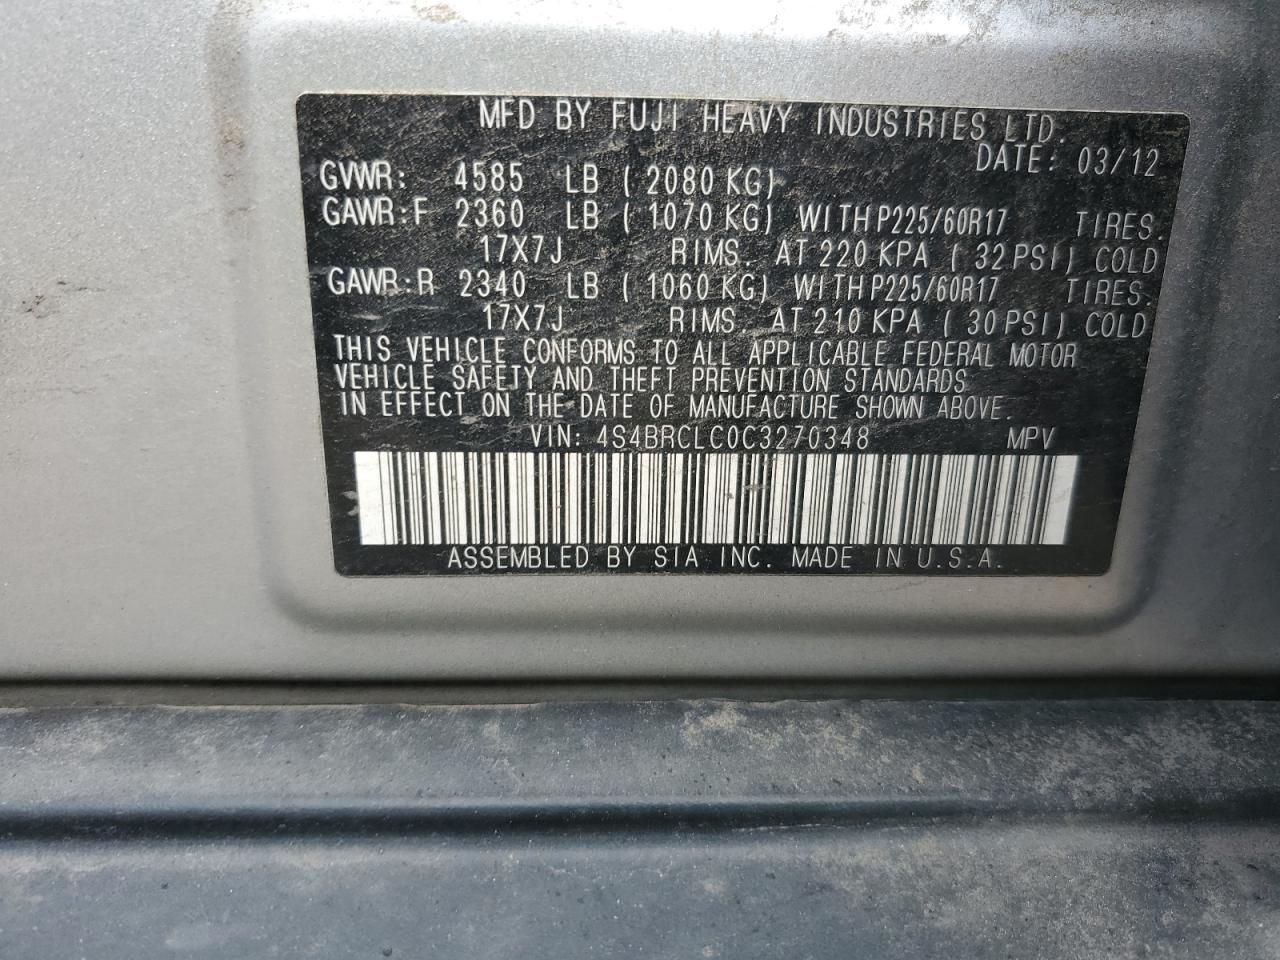 MFD BY FUJI HEAVY INDUSTRIES LTD.
DATE: 03/12
GVWR: 4585 LB ( 2080 KG)
GAWR:F 2360 LB ( 1070 KG) WITH P225/60R17 TIRES.
17X7J RIMS. AT 220 KPA ( 32 PSI) COLD
GAWR:R 2340 LB ( 1060 KG) WITH P225/60R17 TIRES.
17X7J RIMS. AT 210 KPA ( 30 PSI) COLD
THIS VEHICLE CONFORMS TO ALL APPLICABLE FEDERAL MOTOR
VEHICLE SAFETY AND THEFT PREVENTION STANDARDS
IN EFFECT ON THE DATE OF MANUFACTURE SHOWN ABOVE.
VIN: 4S4BRCLC0C3270348 MPV
ASSEMBLED BY SIA INC. MADE IN U.S.A.